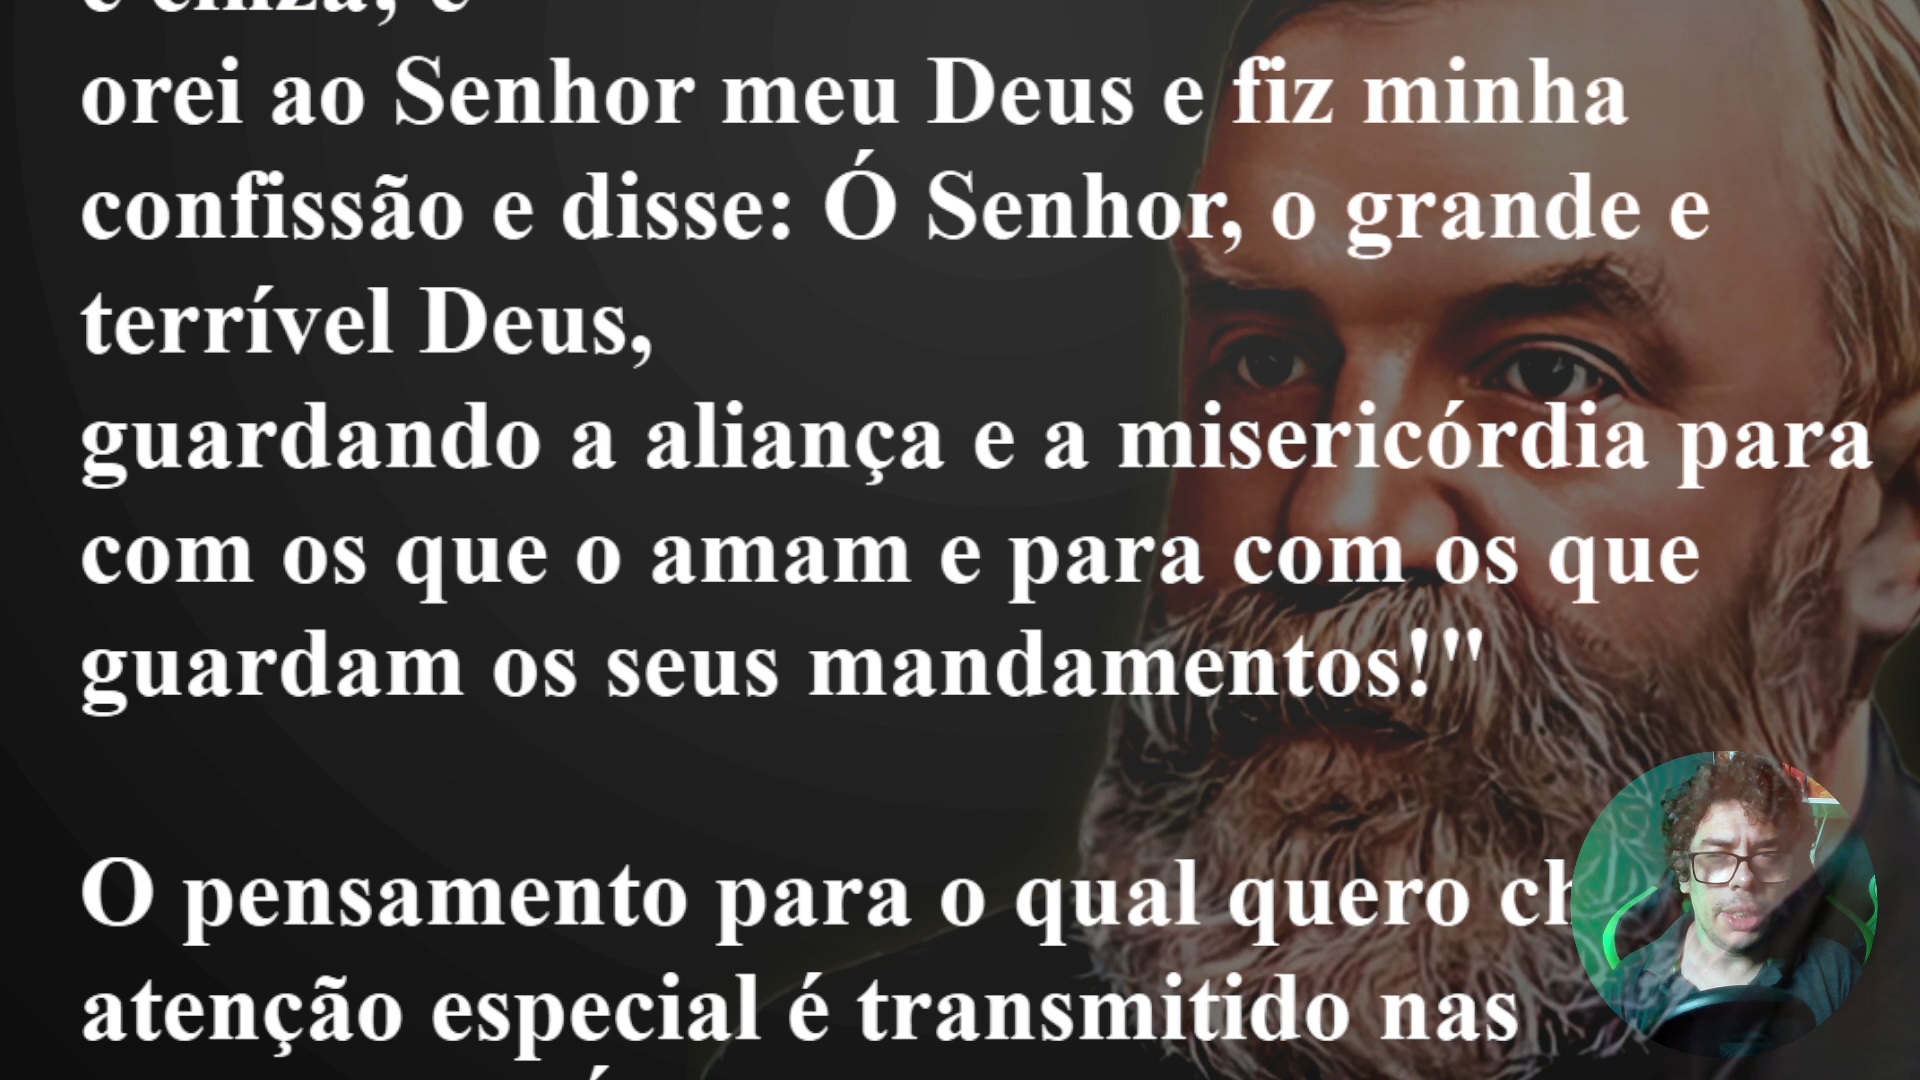 e cinza; e
orei ao Senhor meu Deus e fiz minha
confissão e disse: Ó Senhor, o grande e
terrível Deus,
guardando a aliança e a misericórdia para
com os que o amam e para com os que
guardam os seus mandamentos!"
O pensamento para o qual quero
atenção especial é transmitido nas